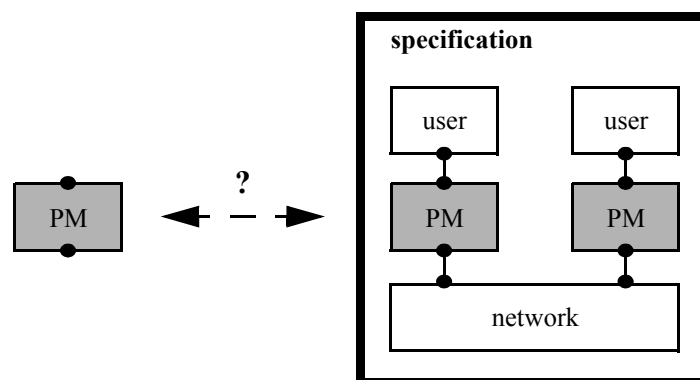 specification
user user
?
PM PM PM
network